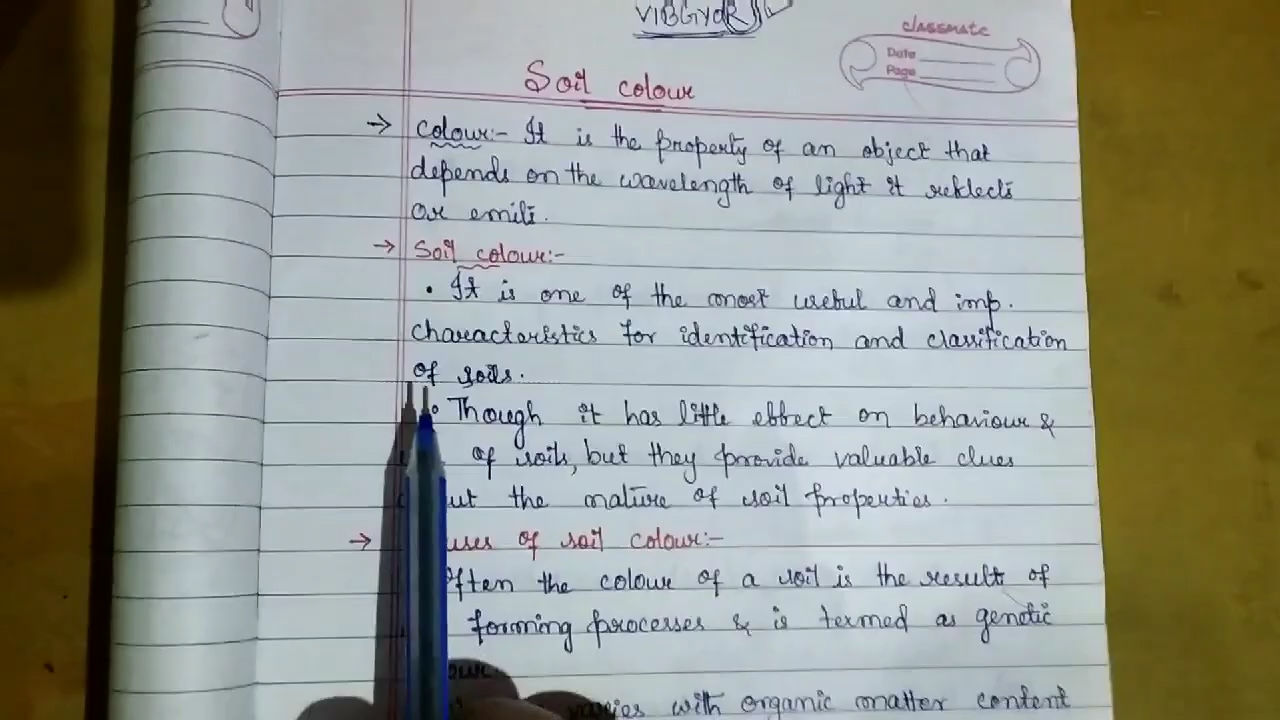 VIBGYOR
classmate
Date
Page
Soil colour
→ colour:- It is the property of an object that
depends on the wavelength of light it reflects
or emits.
→ Soil colour:-
• It is one of the most useful and imp.
characteristics for identification and classification
of soils.
• Though it has little effect on behaviour &
of soils, but they provide valuable clues
ut the nature of soil properties.
→ uses of soil colour:-
Often the colour of a soil is the result of
forming processes & is termed as genetic
our.
varies with organic matter content